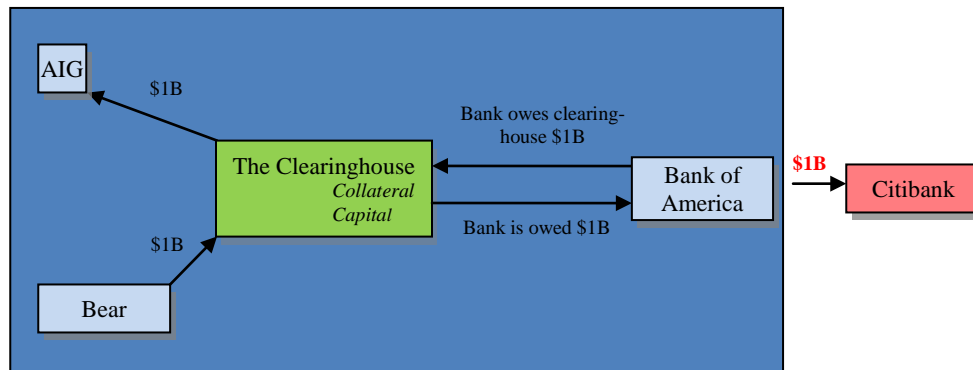 AIG
$1B
Bank owes clearing-
house $1B
The Clearinghouse
Collateral
Capital
Bank of
America
$1B
Citibank
Bank is owed $1B
$1B
Bear